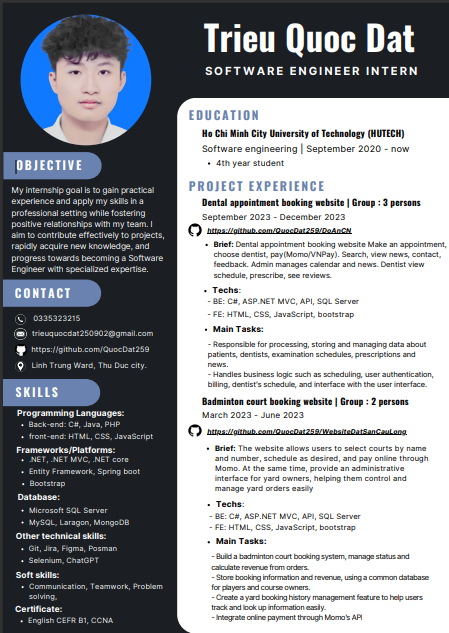 Trieu Quoc Dat
SOFTWARE ENGINEER INTERN
OBJECTIVE
My internship goal is to gain practical
experience and apply my skills in a
professional setting while fostering
positive relationships with my team. I
aim to contribute effectively to projects,
rapidly acquire new knowledge, and
progress towards becoming a Software
Engineer with specialized expertise.
CONTACT
0335323215
trieuquocdat250902@gmail.com
https://github.com/QuocDat259
Linh Trung Ward, Thu Duc city.
SKILLS
Programming Languages:
• Back-end: C#, Java, PHP
• front-end: HTML, CSS, JavaScript
Frameworks/Platforms:
• .NET, .NET MVC, .NET core
• Entity Framework, Spring boot
• Bootstrap
Database:
• Microsoft SQL Server
• MySQL, Laragon, MongoDB
Other technical skills:
• Git, Jira, Figma, Posman
• Selenium, ChatGPT
Soft skills:
• Communication, Teamwork, Problem
solving,
Certificate:
• English CEFR B1, CCNA
EDUCATION
Ho Chi Minh City University of Technology (HUTECH)
Software engineering | September 2020 - now
• 4th year student
PROJECT EXPERIENCE
Dental appointment booking website | Group : 3 persons
September 2023 - December 2023
https://github.com/QuocDat259/DoAnCN
• Brief: Dental appointment booking website Make an appointment,
choose dentist, pay(Momo/VNPay). Search, view news, contact,
feedback. Admin manages calendar and news. Dentist view
schedule, prescribe, see reviews.
• Techs:
- BE: C#, ASP.NET MVC, API, SQL Server
- FE: HTML, CSS, JavaScript, bootstrap
• Main Tasks:
- Responsible for processing, storing and managing data about
patients, dentists, examination schedules, prescriptions and
news.
- Handles business logic such as scheduling, user authentication,
billing, dentist's schedule, and interface with the user interface.
Badminton court booking website | Group : 2 persons
March 2023 - June 2023
https://github.com/QuocDat259/WebsiteDatSanCauLong
• Brief: The website allows users to select courts by name
and number, schedule as desired, and pay online through
Momo. At the same time, provide an administrative
interface for yard owners, helping them control and
manage yard orders easily
• Techs:
- BE: C#, ASP.NET MVC, API, SQL Server
- FE: HTML, CSS, JavaScript, bootstrap
• Main Tasks:
- Build a badminton court booking system, manage status and
calculate revenue from orders.
- Store booking information and revenue, using a common database
for players and course owners.
- Create a yard booking history management feature to help users
track and look up information easily.
- Integrate online payment through Momo's API